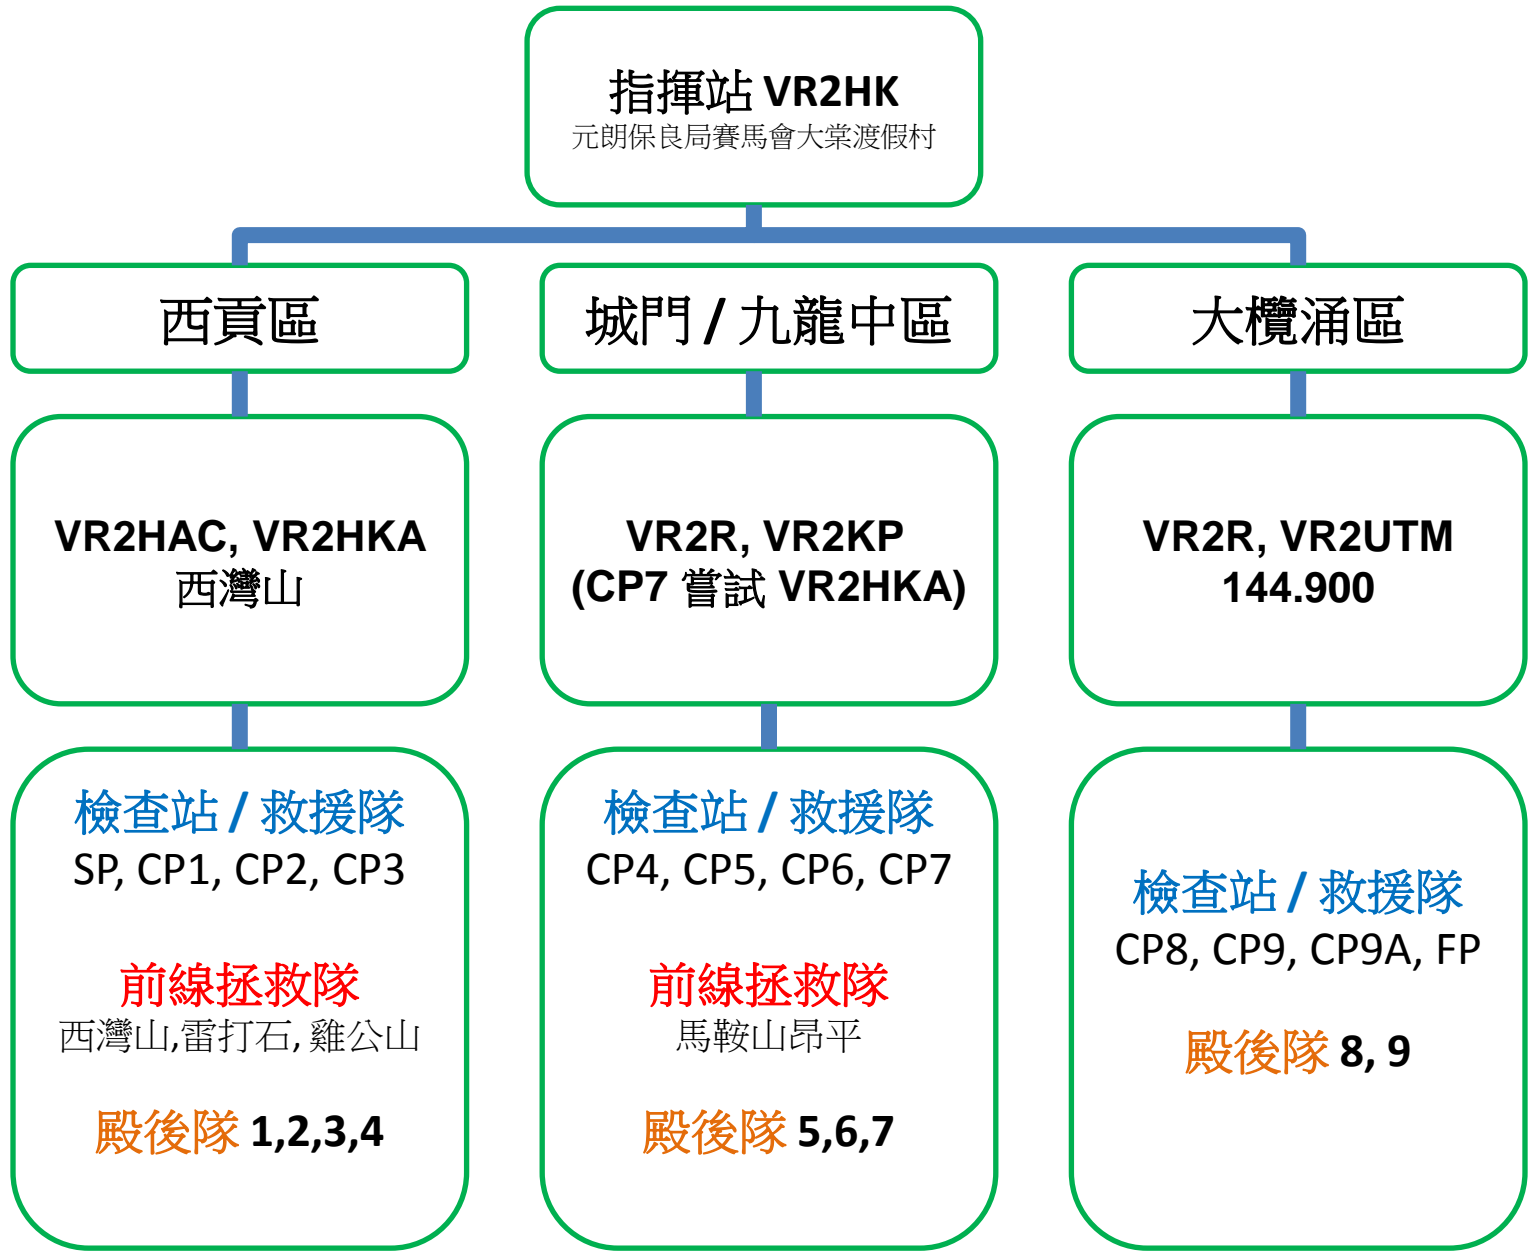 指揮站 VR2HK
元朗保良局賽馬會大棠渡假村
西貢區
城門 / 九龍中區
大欖涌區
VR2HAC, VR2HKA
西灣山
VR2R, VR2KP
(CP7 嘗試 VR2HKA)
VR2R, VR2UTM
144.900
檢查站 / 救援隊
SP, CP1, CP2, CP3
前線拯救隊
西灣山,雷打石, 雞公山
殿後隊 1,2,3,4
檢查站 / 救援隊
CP4, CP5, CP6, CP7
前線拯救隊
馬鞍山昂平
殿後隊 5,6,7
檢查站 / 救援隊
CP8, CP9, CP9A, FP
殿後隊 8, 9